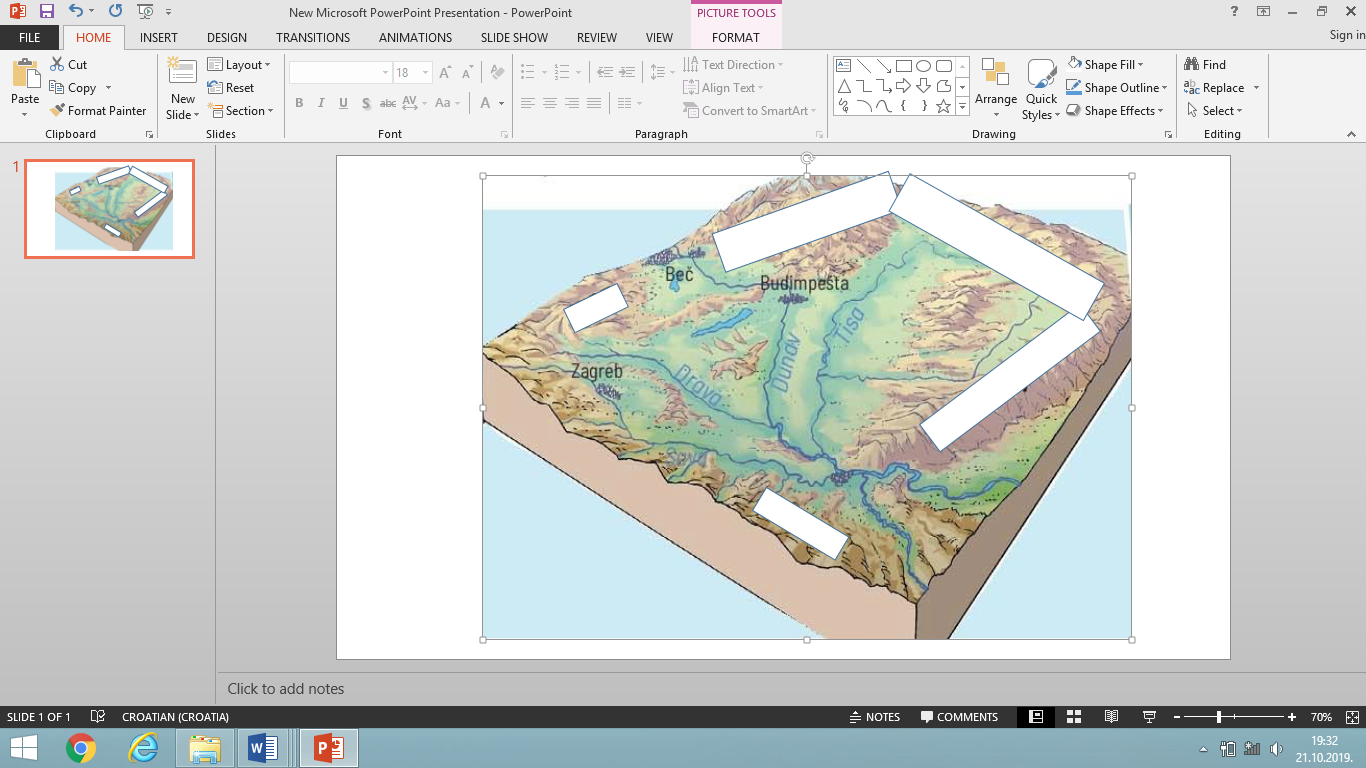 New Microsoft PowerPoint Presentation - PowerPoint
PICTURE TOOLS
?
FILE HOME INSERT DESIGN TRANSITIONS ANIMATIONS SLIDE SHOW REVIEW VIEW FORMAT
Sign in
Paste
Cut
Copy
Format Painter
Clipboard
New
Slide
Layout
Reset
Section
Slides
18
B I U S abc AV Aa A
Font
Text Direction
Align Text
Convert to SmartArt
Paragraph
Arrange
Quick
Styles
Shape Fill
Shape Outline
Shape Effects
Drawing
Find
Replace
Select
Editing
1
Beč
Budimpešta
Tisa
Dunav
Zagreb
Drava
Sava
Click to add notes
SLIDE 1 OF 1 CROATIAN (CROATIA) NOTES COMMENTS 70%
19:32
21.10.2019.